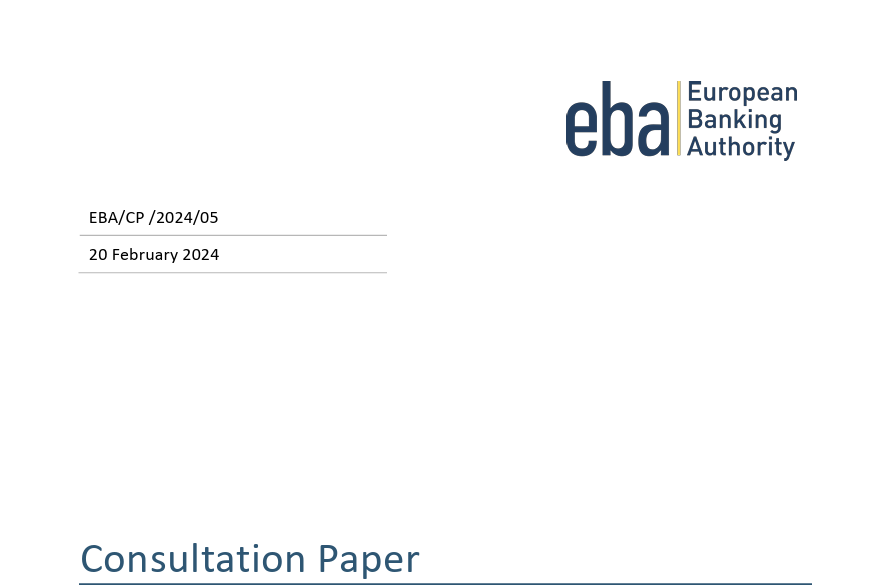 eba
European
Banking
Authority
EBA/CP /2024/05
20 February 2024
Consultation Paper